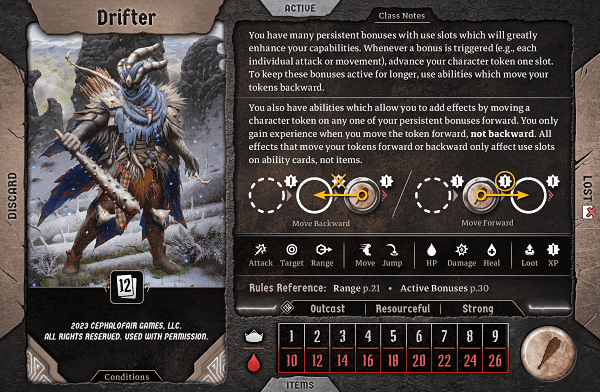 Drifter
ACTIVE
Class Notes
You have many persistent bonuses with use slots which will greatly
enhance your capabilities. Whenever a bonus is triggered (e.g., each
individual attack or movement), advance your character token one slot.
To keep these bonuses active for longer, use abilities which move your
tokens backward.
You also have abilities which allow you to add effects by moving a
character token on any one of your persistent bonuses forward. You only
gain experience when you move the token forward, not backward. All
effects that move your tokens forward or backward only affect use slots
on ability cards, not items.
1 1 1 1
Move Backward
Move Forward
Attack Target Range Move Jump HP Damage Heal Loot XP
Rules Reference: Range p.21 • Active Bonuses p.30
Outcast Resourceful Strong
1 2 3 4 5 6 7 8 9
10 12 14 16 18 20 22 24 26
12
2023 CEPHALOFAIR GAMES, LLC.
ALL RIGHTS RESERVED. USED WITH PERMISSION.
Conditions
ITEMS
DISCARD
LOST